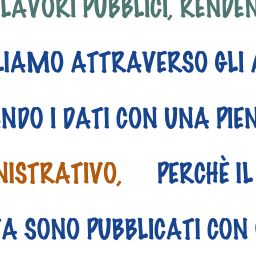 LAVORI PUBBLICI, RENDEN
LIAMO ATTRAVERSO GLI A
NDO I DATI CON UNA PIEN
NISTRATIVO, PERCHÈ IL
TA SONO PUBBLICATI CON